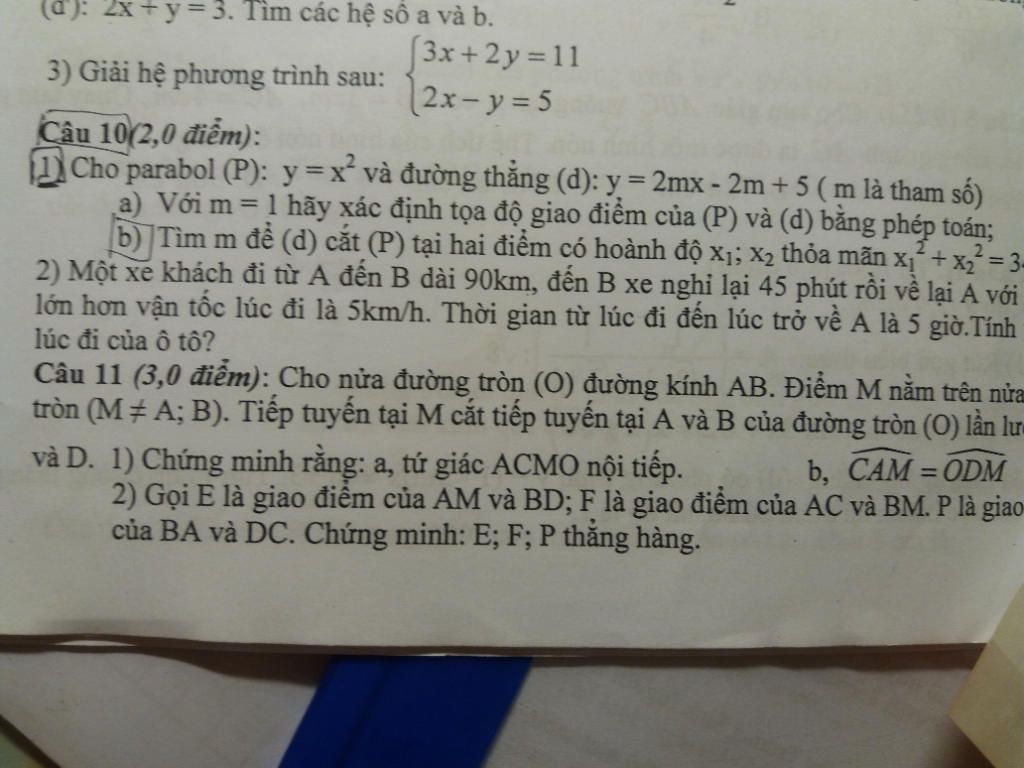 (d): 2x + y = 3. Tìm các hệ số a và b.
3) Giải hệ phương trình sau: { 3x + 2y = 11
2x − y = 5
Câu 10 (2,0 điểm):
1) Cho parabol (P): y = x² và đường thẳng (d): y = 2mx - 2m + 5 ( m là tham số)
a) Với m = 1 hãy xác định tọa độ giao điểm của (P) và (d) bằng phép toán;
b) Tìm m để (d) cắt (P) tại hai điểm có hoành độ x₁; x₂ thỏa mãn x₁² + x₂² = 3
2) Một xe khách đi từ A đến B dài 90km, đến B xe nghỉ lại 45 phút rồi về lại A với
lớn hơn vận tốc lúc đi là 5km/h. Thời gian từ lúc đi đến lúc trở về A là 5 giờ.Tính
lúc đi của ô tô?
Câu 11 (3,0 điểm): Cho nửa đường tròn (O) đường kính AB. Điểm M nằm trên nửa
tròn (M ≠ A; B). Tiếp tuyến tại M cắt tiếp tuyến tại A và B của đường tròn (O) lần
và D. 1) Chứng minh rằng: a, tứ giác ACMO nội tiếp. b, CAM = ODM
2) Gọi E là giao điểm của AM và BD; F là giao điểm của AC và BM. P là giao
của BA và DC. Chứng minh: E; F; P thẳng hàng.